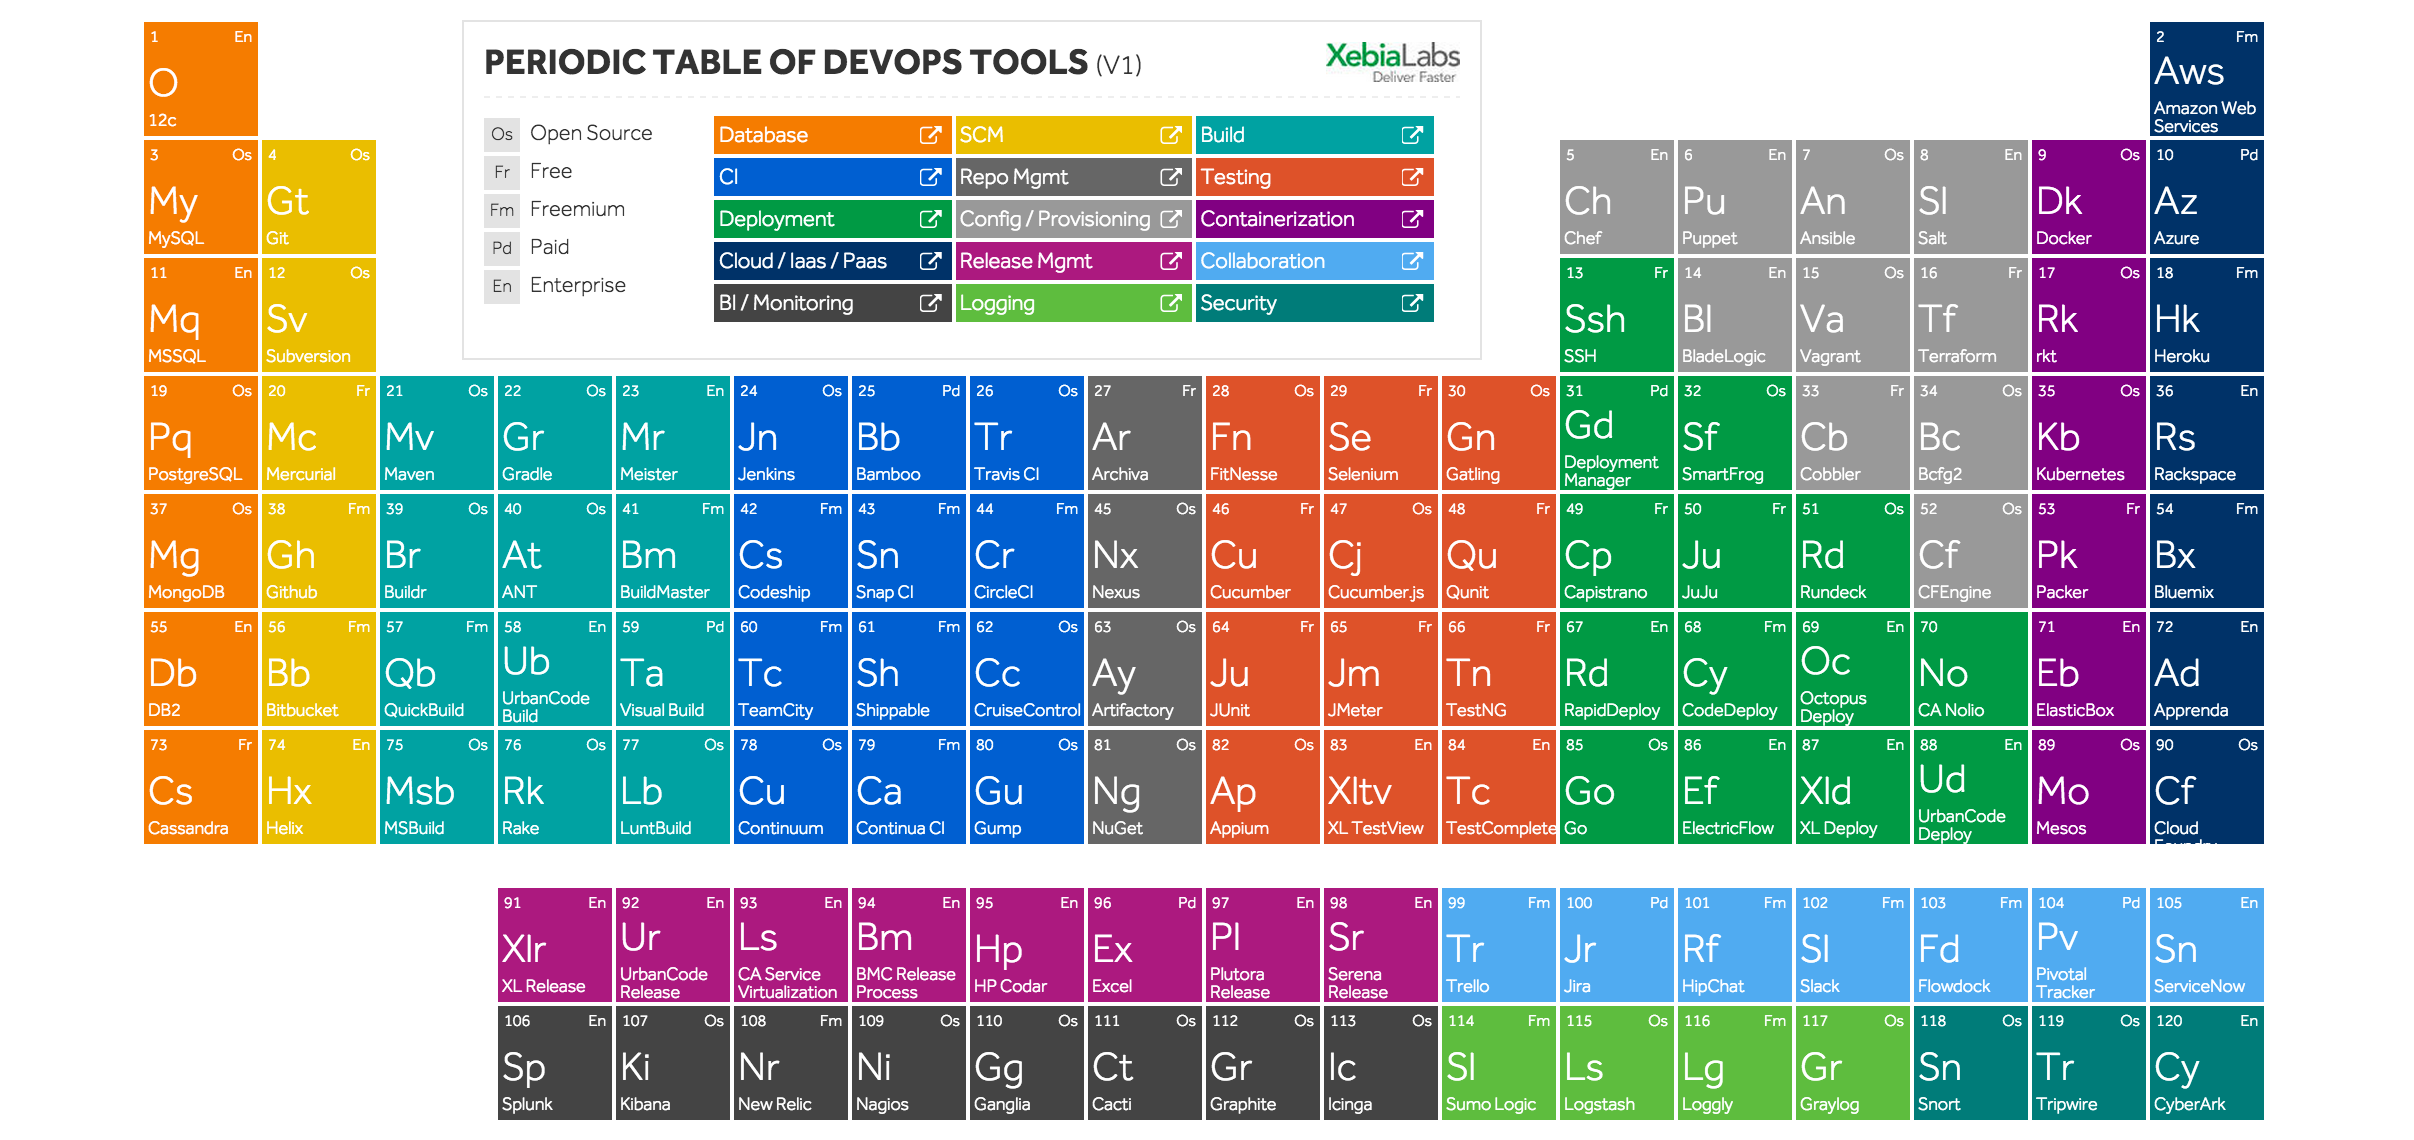 1 En
O
12c
PERIODIC TABLE OF DEVOPS TOOLS (V1)
XebiaLabs
Deliver Faster
Os Open Source
Fr Free
Fm Freemium
Pd Paid
En Enterprise
Database
SCM
Build
CI
Repo Mgmt
Testing
Deployment
Config / Provisioning
Containerization
Cloud / Iaas / Paas
Release Mgmt
Collaboration
BI / Monitoring
Logging
Security
2 Fm
Aws
Amazon Web
Services
3 Os
My
MySQL
4 Os
Gt
Git
5 En
Ch
Chef
6 En
Pu
Puppet
7 Os
An
Ansible
8 En
Sl
Salt
9 Os
Dk
Docker
10 Pd
Az
Azure
11 En
Mq
MSSQL
12 Os
Sv
Subversion
13 Fr
Ssh
SSH
14 En
Bl
BladeLogic
15 Os
Va
Vagrant
16 Fr
Tf
Terraform
17 Os
Rk
rkt
18 Fm
Hk
Heroku
19 Os
Pq
PostgreSQL
20 Fr
Mc
Mercurial
21 Os
Mv
Maven
22 Os
Gr
Gradle
23 En
Mr
Meister
24 Os
Jn
Jenkins
25 Pd
Bb
Bamboo
26 Os
Tr
Travis CI
27 Fr
Ar
Archiva
28 Os
Fn
FitNesse
29 Fr
Se
Selenium
30 Os
Gn
Gatling
31 Pd
Gd
Deployment
Manager
32 Os
Sf
SmartFrog
33 Fr
Cb
Cobbler
34 Os
Bc
Bcfg2
35 Os
Kb
Kubernetes
36 En
Rs
Rackspace
37 Os
Mg
MongoDB
38 Fm
Gh
Github
39 Os
Br
Buildr
40 Os
At
ANT
41 Fm
Bm
BuildMaster
42 Fm
Cs
Codeship
43 Fm
Sn
Snap CI
44 Fm
Cr
CircleCI
45 Os
Nx
Nexus
46 Fr
Cu
Cucumber
47 Os
Cj
Cucumber.js
48 Fr
Qu
Qunit
49 Fr
Cp
Capistrano
50 Fr
Ju
JuJu
51 Os
Rd
Rundeck
52 Os
Cf
CFEngine
53 Fr
Pk
Packer
54 Fm
Bx
Bluemix
55 En
Db
DB2
56 Fm
Bb
Bitbucket
57 Fm
Qb
QuickBuild
58 En
Ub
UrbanCode
Build
59 Pd
Ta
Visual Build
60 Fm
Tc
TeamCity
61 Fm
Sh
Shippable
62 Os
Cc
CruiseControl
63 Os
Ay
Artifactory
64 Fr
Ju
JUnit
65 Fr
Jm
JMeter
66 Fr
Tn
TestNG
67 En
Rd
RapidDeploy
68 Fm
Cy
CodeDeploy
69 En
Oc
Octopus
Deploy
70
No
CA Nolio
71 En
Eb
ElasticBox
72 En
Ad
Apprenda
73 Fr
Cs
Cassandra
74 En
Hx
Helix
75 Os
Msb
MSBuild
76 Os
Rk
Rake
77 Os
Lb
LuntBuild
78 Os
Cu
Continuum
79 Fm
Ca
Continua CI
80 Os
Gu
Gump
81 Os
Ng
NuGet
82 Os
Ap
Appium
83 En
Xltv
XL TestView
84 En
Tc
TestComplete
85 Os
Go
Go
86 En
Ef
ElectricFlow
87 En
Xld
XL Deploy
88 En
Ud
UrbanCode
Deploy
89 Os
Mo
Mesos
90 Os
Cf
Cloud
91 En
Xlr
XL Release
92 En
Ur
UrbanCode
Release
93 En
Ls
CA Service
Virtualization
94 En
Bm
BMC Release
Process
95 En
Hp
HP Codar
96 Pd
Ex
Excel
97 En
Pl
Plutora
Release
98 En
Sr
Serena
Release
99 Fm
Tr
Trello
100 Pd
Jr
Jira
101 Fm
Rf
HipChat
102 Fm
Sl
Slack
103 Fm
Fd
Flowdock
104 Pd
Pv
Pivotal
Tracker
105 En
Sn
ServiceNow
106 En
Sp
Splunk
107 Os
Ki
Kibana
108 Fm
Nr
New Relic
109 Os
Ni
Nagios
110 Os
Gg
Ganglia
111 Os
Ct
Cacti
112 Os
Gr
Graphite
113 Os
Ic
Icinga
114 Fm
Sl
Sumo Logic
115 Os
Ls
Logstash
116 Fm
Lg
Loggly
117 Os
Gr
Graylog
118 Os
Sn
Snort
119 Os
Tr
Tripwire
120 En
Cy
CyberArk